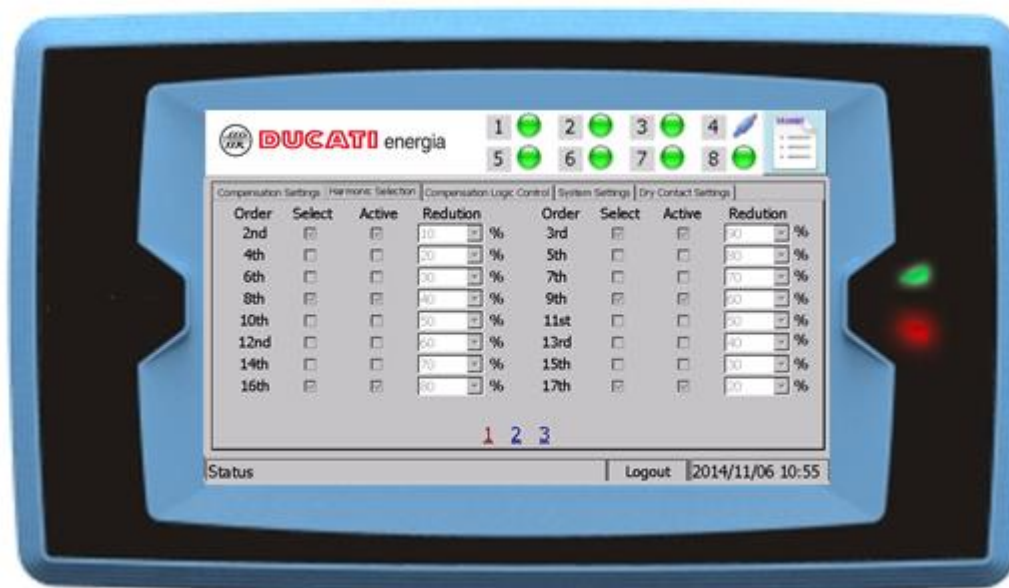 DUCATI energia
1 2 3 4
5 6 7 8
Compensation Settings Harmonic Selection Compensation Logic Control System Settings Dry Contact Settings
Order Select Active Redution Order Select Active Redution
2nd 10 % 3rd 90 %
4th 20 % 5th 80 %
6th 30 % 7th 70 %
8th 40 % 9th 60 %
10th 50 % 11st 50 %
12nd 60 % 13rd 40 %
14th 70 % 15th 30 %
16th 80 % 17th 20 %
1 2 3
Status Logout 2014/11/06 10:55